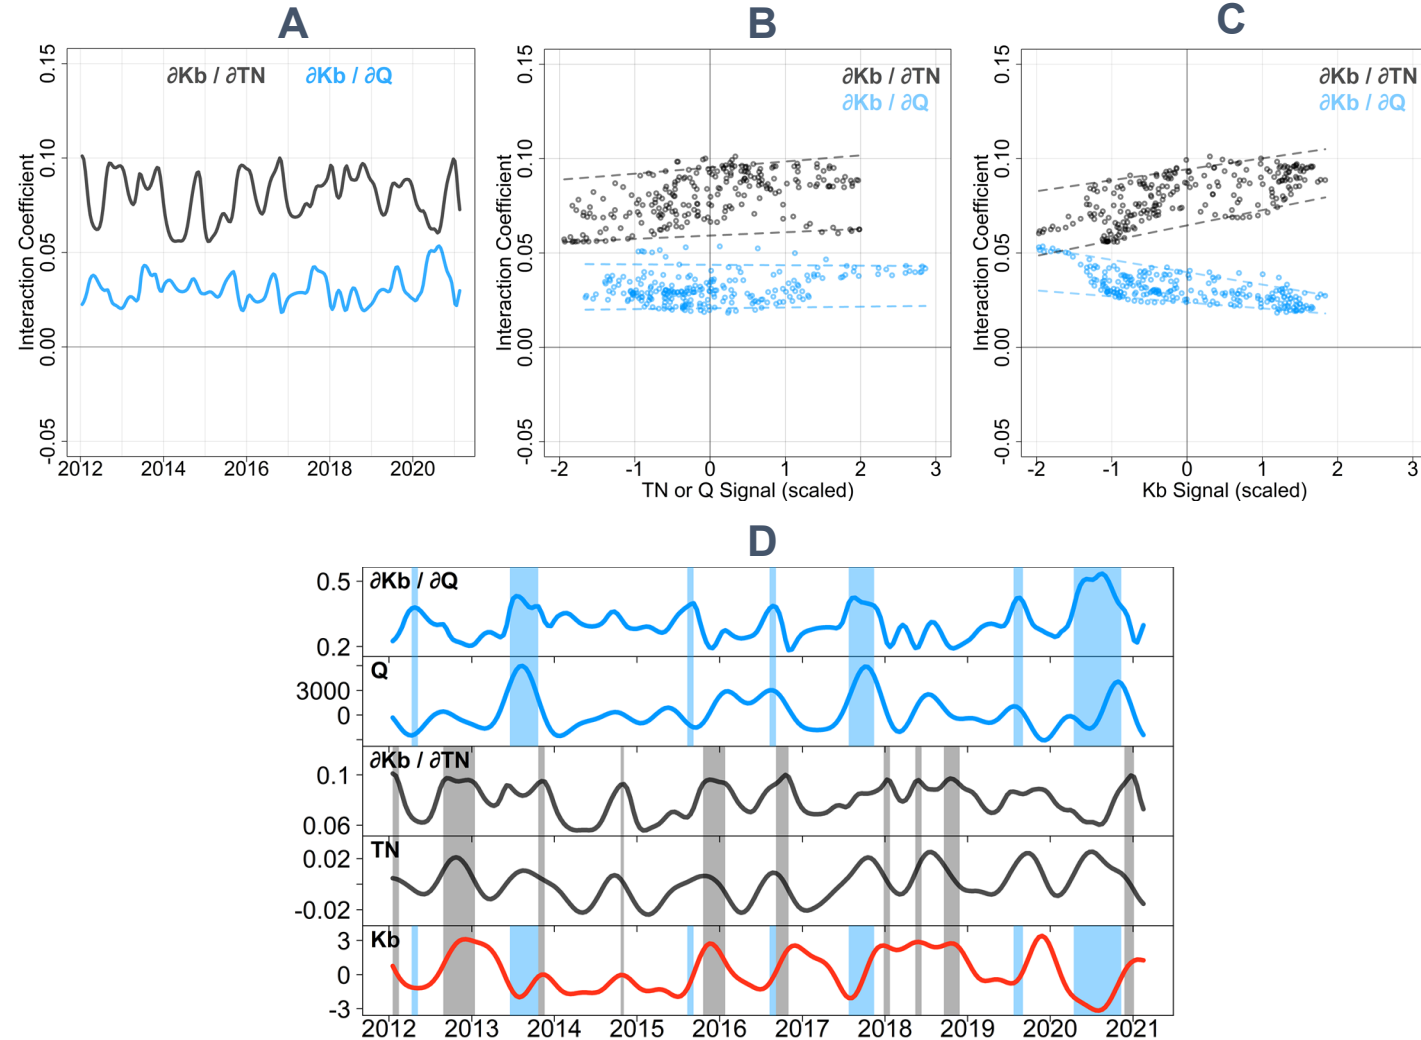 A
B
C
0.15
0.10
0.05
0.00
-0.05
Interaction Coefficient
∂Kb / ∂TN ∂Kb / ∂Q
2012 2014 2016 2018 2020
0.15
0.10
0.05
0.00
-0.05
Interaction Coefficient
∂Kb / ∂TN
∂Kb / ∂Q
-2 -1 0 1 2 3
TN or Q Signal (scaled)
0.15
0.10
0.05
0.00
-0.05
Interaction Coefficient
∂Kb / ∂TN
∂Kb / ∂Q
-2 -1 0 1 2 3
Kb Signal (scaled)
D
∂Kb / ∂Q
0.5
0.2
Q
3000
0
∂Kb / ∂TN
0.1
0.06
TN
0.02
-0.02
Kb
3
0
-3
2012 2013 2014 2015 2016 2017 2018 2019 2020 2021